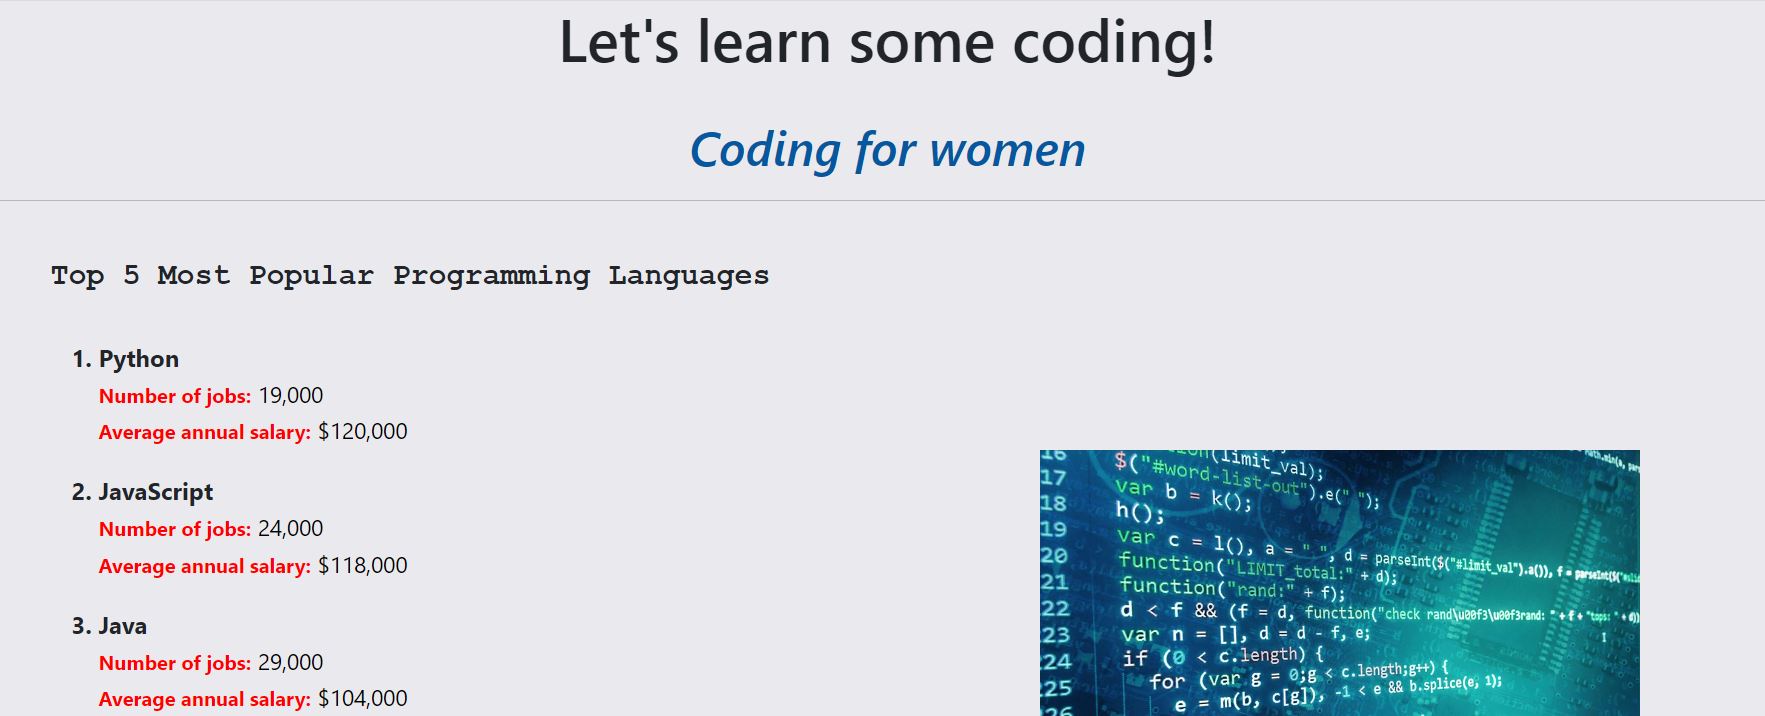 Let's learn some coding!
Coding for women
Top 5 Most Popular Programming Languages
1. Python
Number of jobs: 19,000
Average annual salary: $120,000
2. JavaScript
Number of jobs: 24,000
Average annual salary: $118,000
3. Java
Number of jobs: 29,000
Average annual salary: $104,000
16 (limit_val);
17 $("#word-list-out").e(" ");
18 var b = k();
19 h();
20 var c = l(), a = " ", d = parseInt($("#limit_val").a()), f =
21 function("LIMIT_total:" + d);
22 function("rand:" + f);
23 d < f && (f = d, function("check rand\u00f3\u00f3rand: " + f + "tops: " + d))
24 var n = [], d = d - f, e;
25 if (0 < c.length) {
26 for (var g = 0;g < c.length;g++) {
e = m(b, c[g]), -1 < e && b.splice(e, 1);